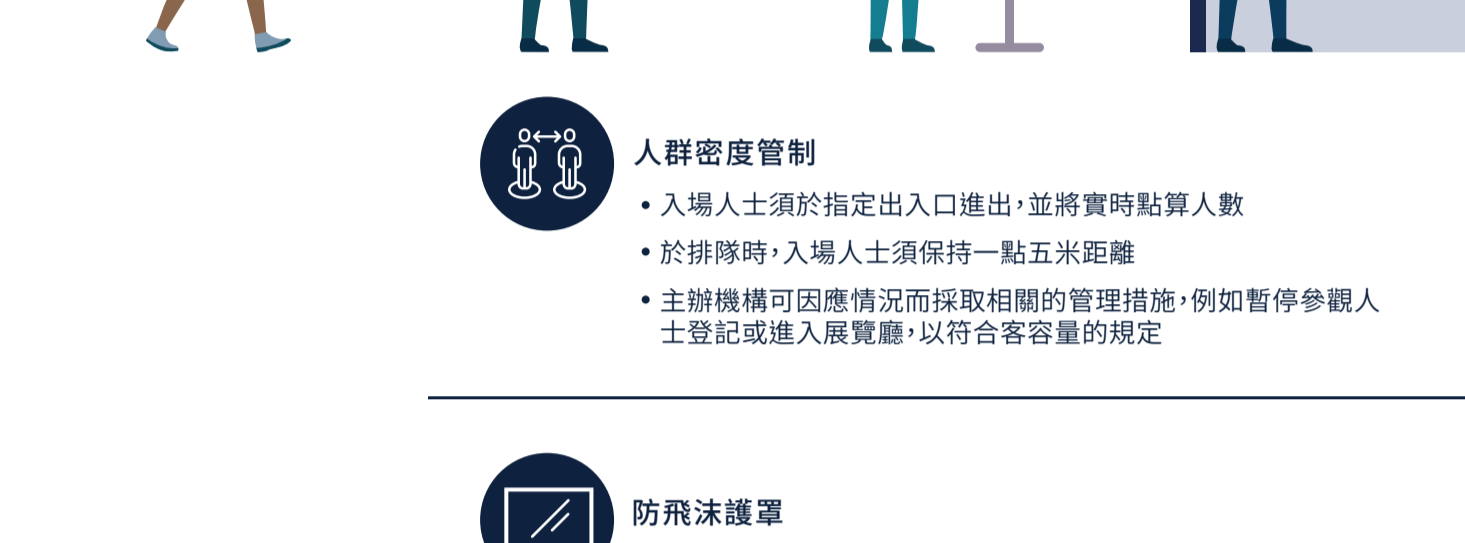 人群密度管制
• 入場人士須於指定出入口進出，並將實時點算人數
• 於排隊時，入場人士須保持一點五米距離
• 主辦機構可因應情況而採取相關的管理措施，例如暫停參觀人
士登記或進入展覽廳，以符合客容量的規定
防飛沫護罩